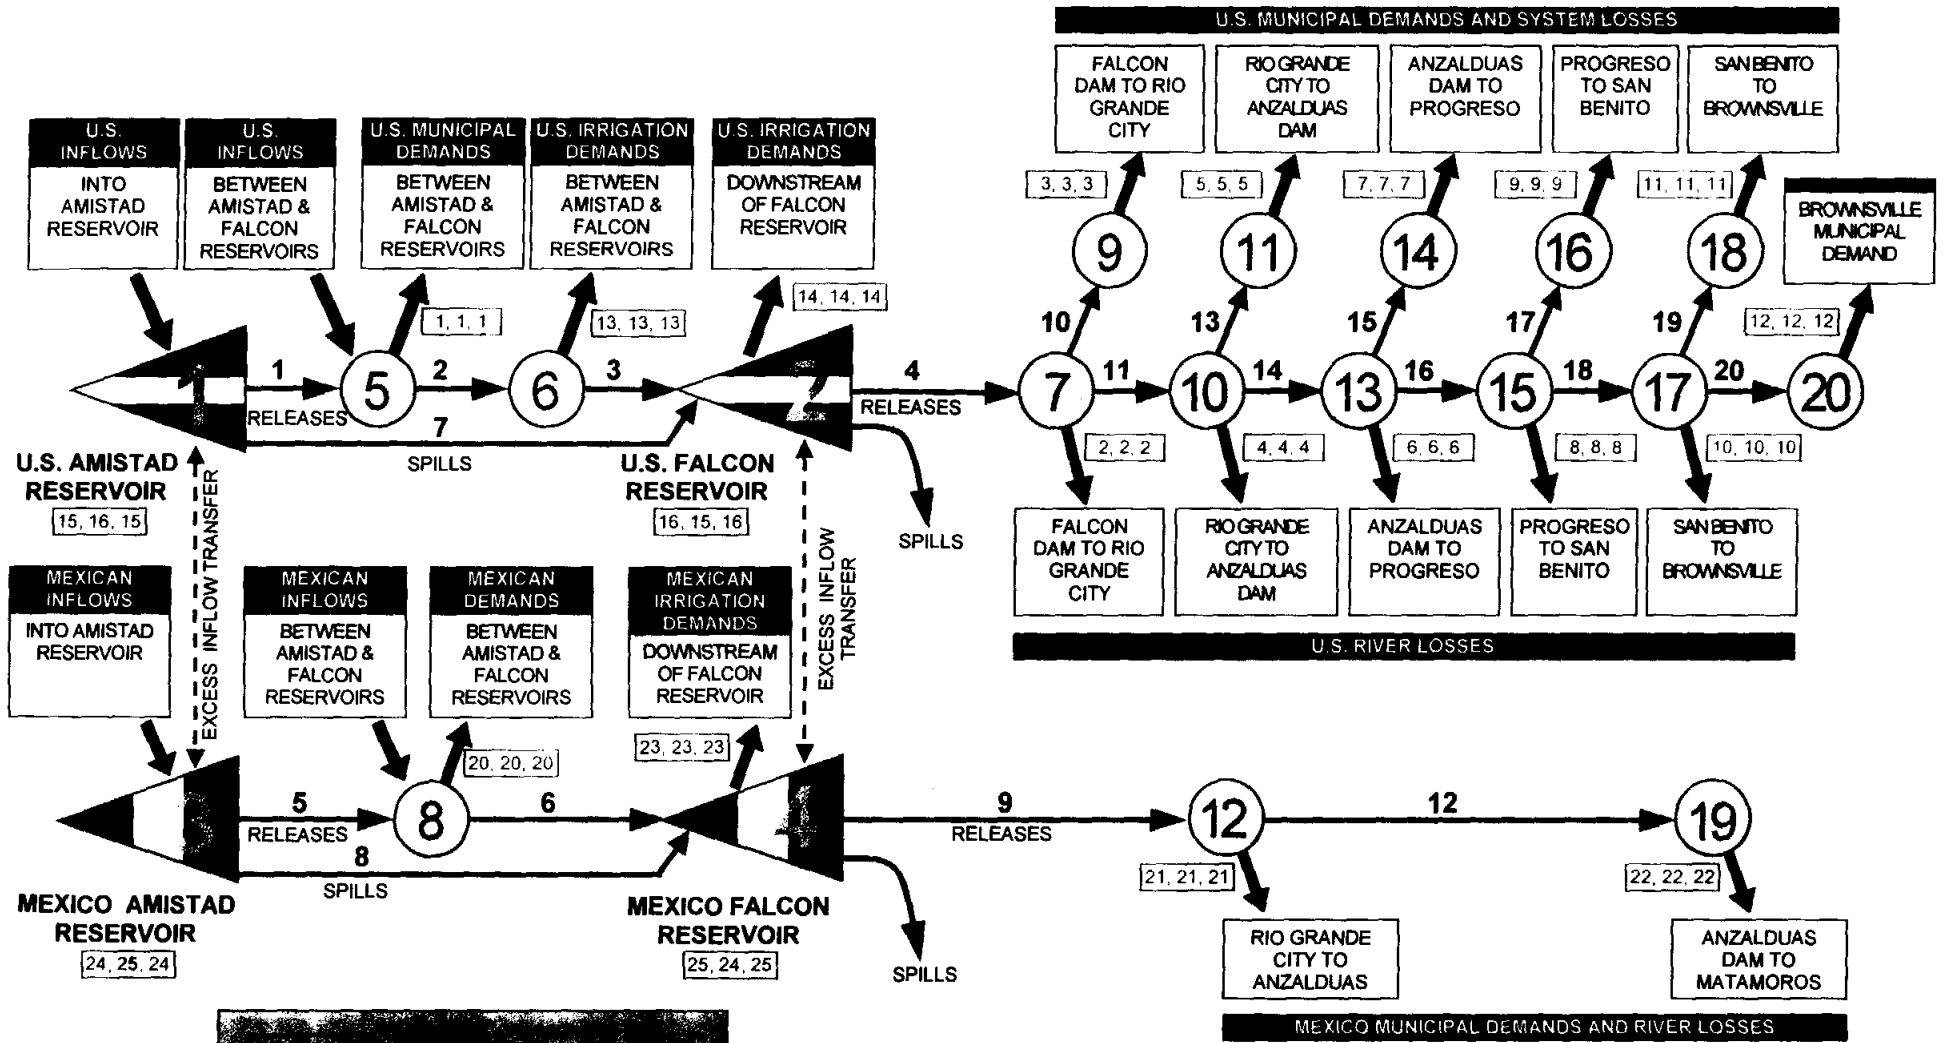 U.S. MUNICIPAL DEMANDS AND SYSTEM LOSSES
FALCON
DAM TO RIO
GRANDE
CITY
RIO GRANDE
CITY TO
ANZALDUAS
DAM
ANZALDUAS
DAM TO
PROGRESO
PROGRESO
TO SAN
BENITO
SAN BENITO
TO
BROWNSVILLE
U.S.
INFLOWS
INTO
AMISTAD
RESERVOIR
U.S.
INFLOWS
BETWEEN
AMISTAD &
FALCON
RESERVOIRS
U.S. MUNICIPAL
DEMANDS
BETWEEN
AMISTAD &
FALCON
RESERVOIRS
U.S. IRRIGATION
DEMANDS
BETWEEN
AMISTAD &
FALCON
RESERVOIRS
U.S. IRRIGATION
DEMANDS
DOWNSTREAM
OF FALCON
RESERVOIR
3, 3, 3
5, 5, 5
7, 7, 7
9, 9, 9
11, 11, 11
BROWNSVILLE
MUNICIPAL
DEMAND
9
11
14
16
18
1, 1, 1
13, 13, 13
14, 14, 14
10
13
15
17
19
12, 12, 12
1
1
RELEASES
5
2
6
3
2
4
RELEASES
7
11
10
14
13
16
15
18
17
20
20
7
SPILLS
SPILLS
2, 2, 2
4, 4, 4
6, 6, 6
8, 8, 8
10, 10, 10
U.S. AMISTAD
RESERVOIR
15, 16, 15
U.S. FALCON
RESERVOIR
16, 15, 16
EXCESS INFLOW TRANSFER
EXCESS INFLOW
TRANSFER
FALCON
DAM TO RIO
GRANDE
CITY
RIO GRANDE
CITY TO
ANZALDUAS
DAM
ANZALDUAS
DAM TO
PROGRESO
PROGRESO
TO SAN
BENITO
SAN BENITO
TO
BROWNSVILLE
U.S. RIVER LOSSES
MEXICAN
INFLOWS
INTO AMISTAD
RESERVOIR
MEXICAN
INFLOWS
BETWEEN
AMISTAD &
FALCON
RESERVOIRS
MEXICAN
DEMANDS
BETWEEN
AMISTAD &
FALCON
RESERVOIRS
MEXICAN
IRRIGATION
DEMANDS
DOWNSTREAM
OF FALCON
RESERVOIR
20, 20, 20
23, 23, 23
3
5
RELEASES
8
6
4
9
RELEASES
12
12
19
8
SPILLS
SPILLS
21, 21, 21
22, 22, 22
MEXICO AMISTAD
RESERVOIR
24, 25, 24
MEXICO FALCON
RESERVOIR
25, 24, 25
RIO GRANDE
CITY TO
ANZALDUAS
ANZALDUAS
DAM TO
MATAMOROS
MEXICO MUNICIPAL DEMANDS AND RIVER LOSSES